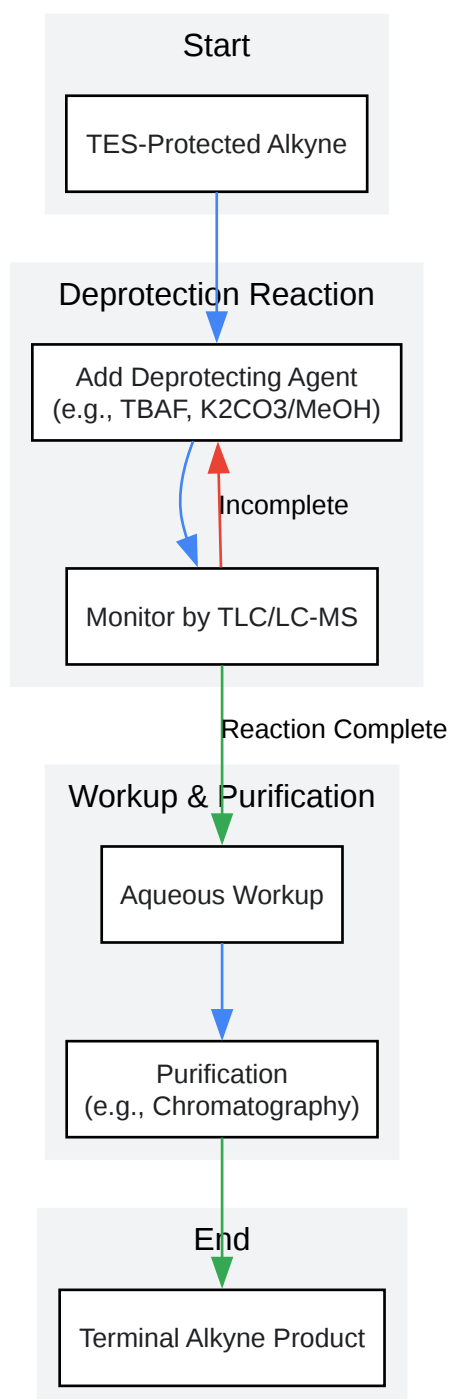 Start
TES-Protected Alkyne
Deprotection Reaction
Add Deprotecting Agent
(e.g., TBAF, K2CO3/MeOH)
Incomplete
Monitor by TLC/LC-MS
Reaction Complete
Workup & Purification
Aqueous Workup
Purification
(e.g., Chromatography)
End
Terminal Alkyne Product